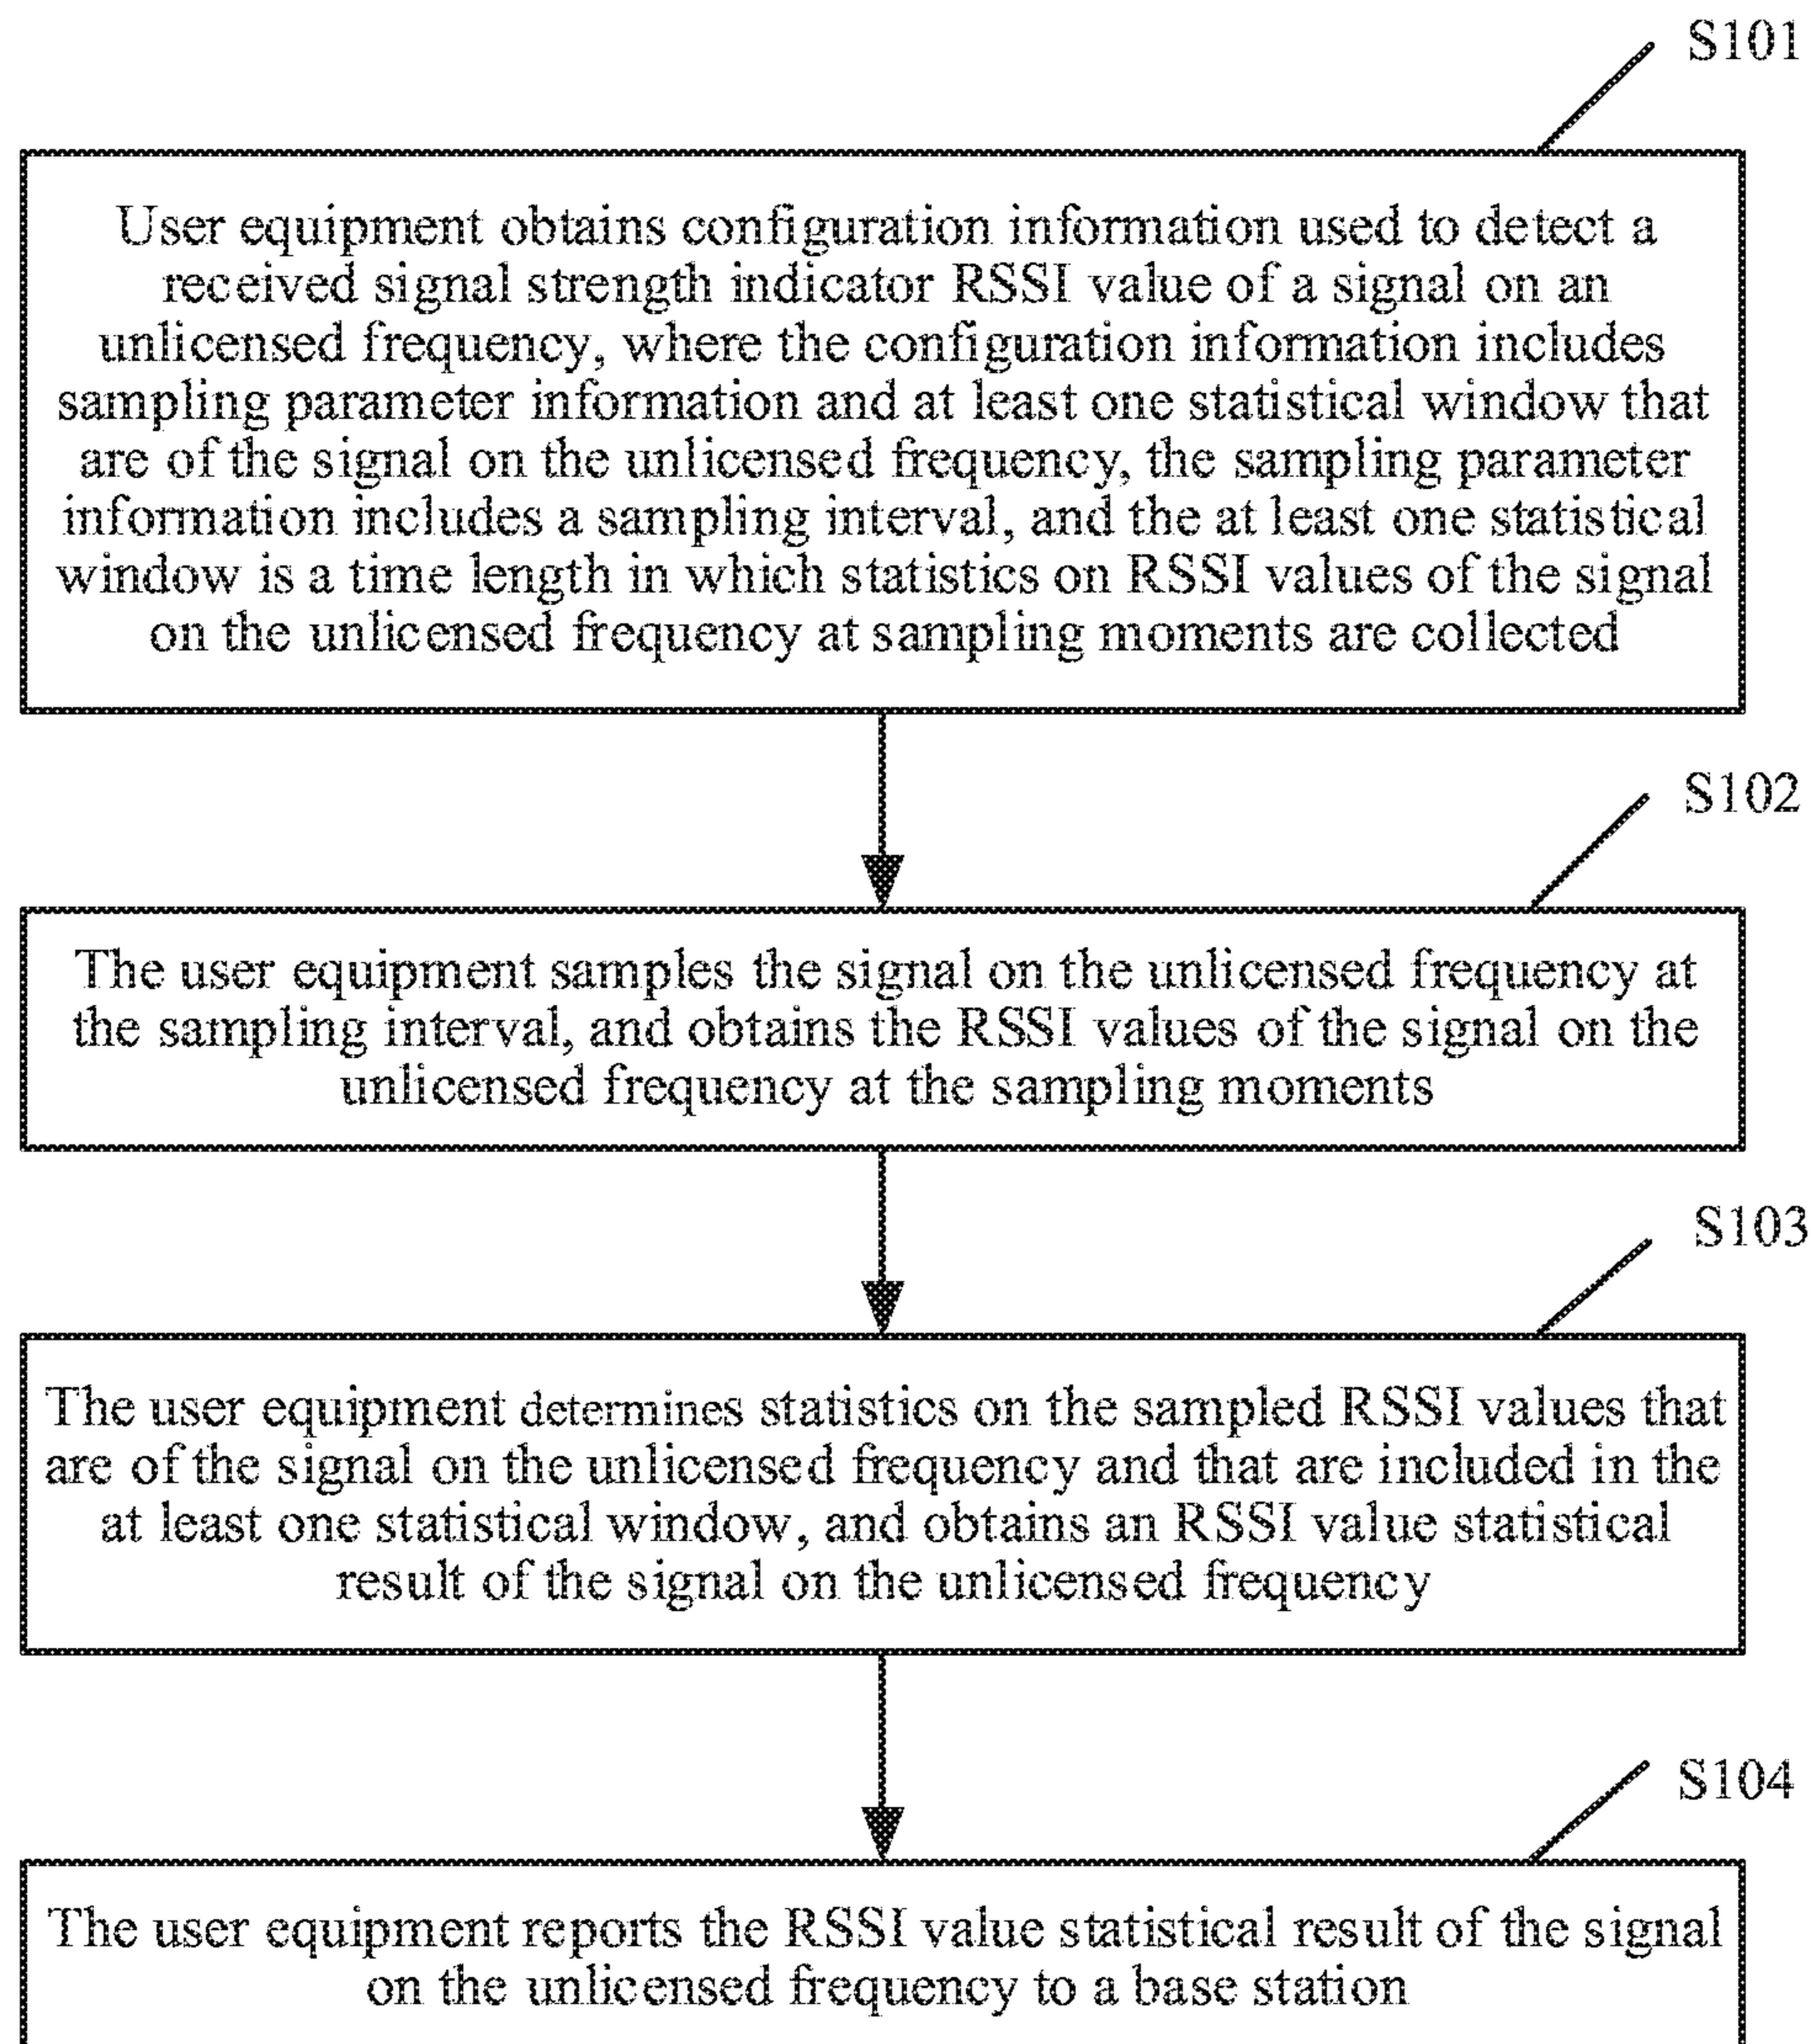 S101
User equipment obtains configuration information used to detect a
received signal strength indicator RSSI value of a signal on an
unlicensed frequency, where the configuration information includes
sampling parameter information and at least one statistical window that
are of the signal on the unlicensed frequency, the sampling parameter
information includes a sampling interval, and the at least one statistical
window is a time length in which statistics on RSSI values of the signal
on the unlicensed frequency at sampling moments are collected
S102
The user equipment samples the signal on the unlicensed frequency at
the sampling interval, and obtains the RSSI values of the signal on the
unlicensed frequency at the sampling moments
S103
The user equipment determines statistics on the sampled RSSI values that
are of the signal on the unlicensed frequency and that are included in the
at least one statistical window, and obtains an RSSI value statistical
result of the signal on the unlicensed frequency
S104
The user equipment reports the RSSI value statistical result of the signal
on the unlicensed frequency to a base station